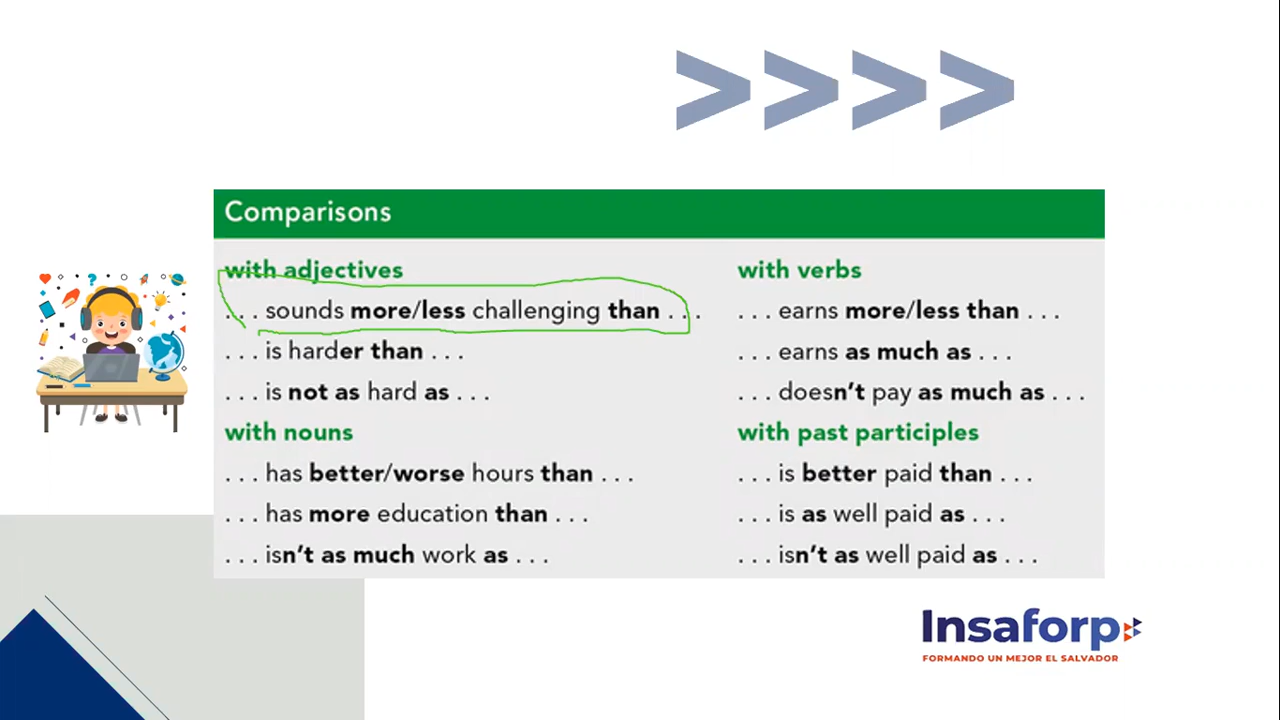 Comparisons
with adjectives
. . . sounds more/less challenging than . . .
. . . is harder than . . .
. . . is not as hard as . . .
with nouns
. . . has better/worse hours than . . .
. . . has more education than . . .
. . . isn't as much work as . . .
with verbs
. . . earns more/less than . . .
. . . earns as much as . . .
. . . doesn't pay as much as . . .
with past participles
. . . is better paid than . . .
. . . is as well paid as . . .
. . . isn't as well paid as . . .
Insaforp
FORMANDO UN MEJOR EL SALVADOR